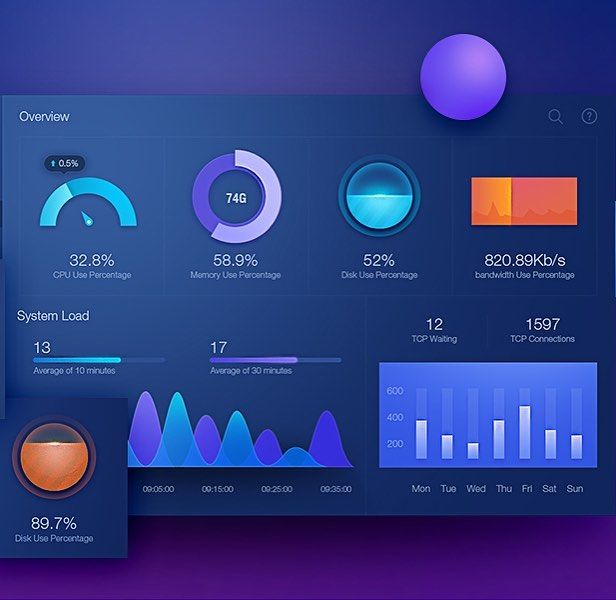 Overview
?
0.5%
74G
32.8%
CPU Use Percentage
58.9%
Memory Use Percentage
52%
Disk Use Percentage
820.89Kb/s
bandwidth Use Percentage
System Load
13
Average of 10 minutes
17
Average of 30 minutes
09:05:00 09:15:00 09:25:00 09:35:00
12
TCP Waiting
1597
TCP Connections
600
400
200
Mon Tue Wed Thu Fri Sat Sun
89.7%
Disk Use Percentage